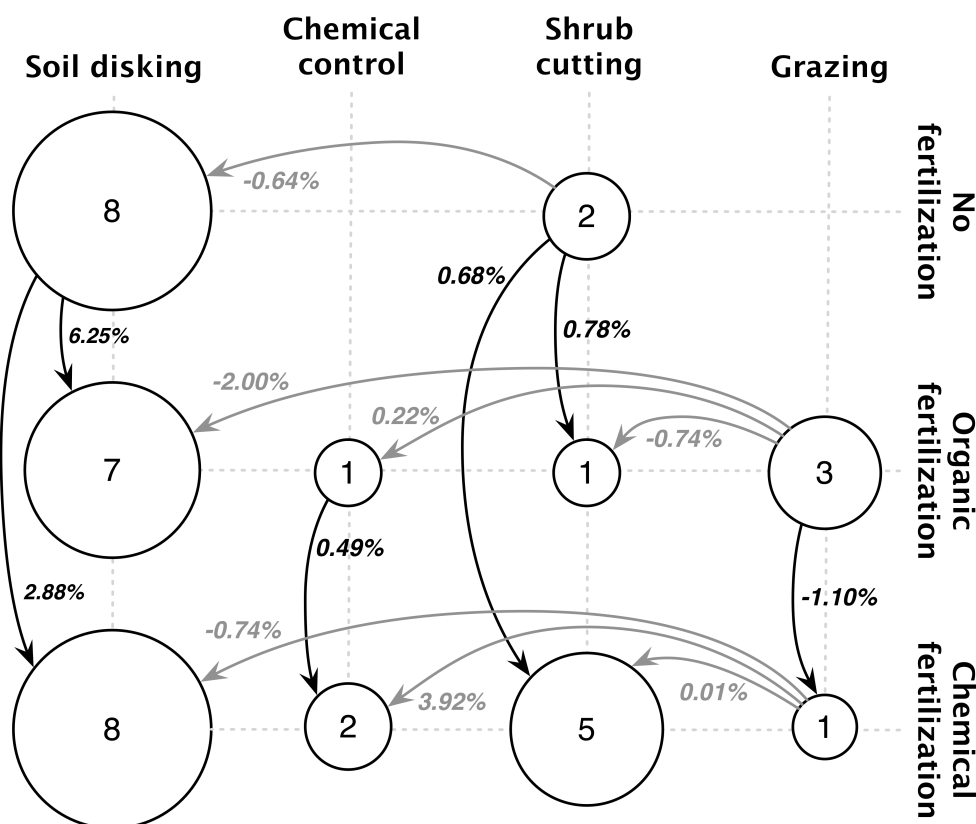 Soil disking
Chemical
control
Shrub
cutting
Grazing
No
fertilization
8
2
-0.64%
0.68%
0.78%
6.25%
2.88%
Organic
fertilization
7
1
1
3
-2.00%
0.22%
-0.74%
0.49%
-1.10%
Chemical
fertilization
8
2
5
1
-0.74%
3.92%
0.01%